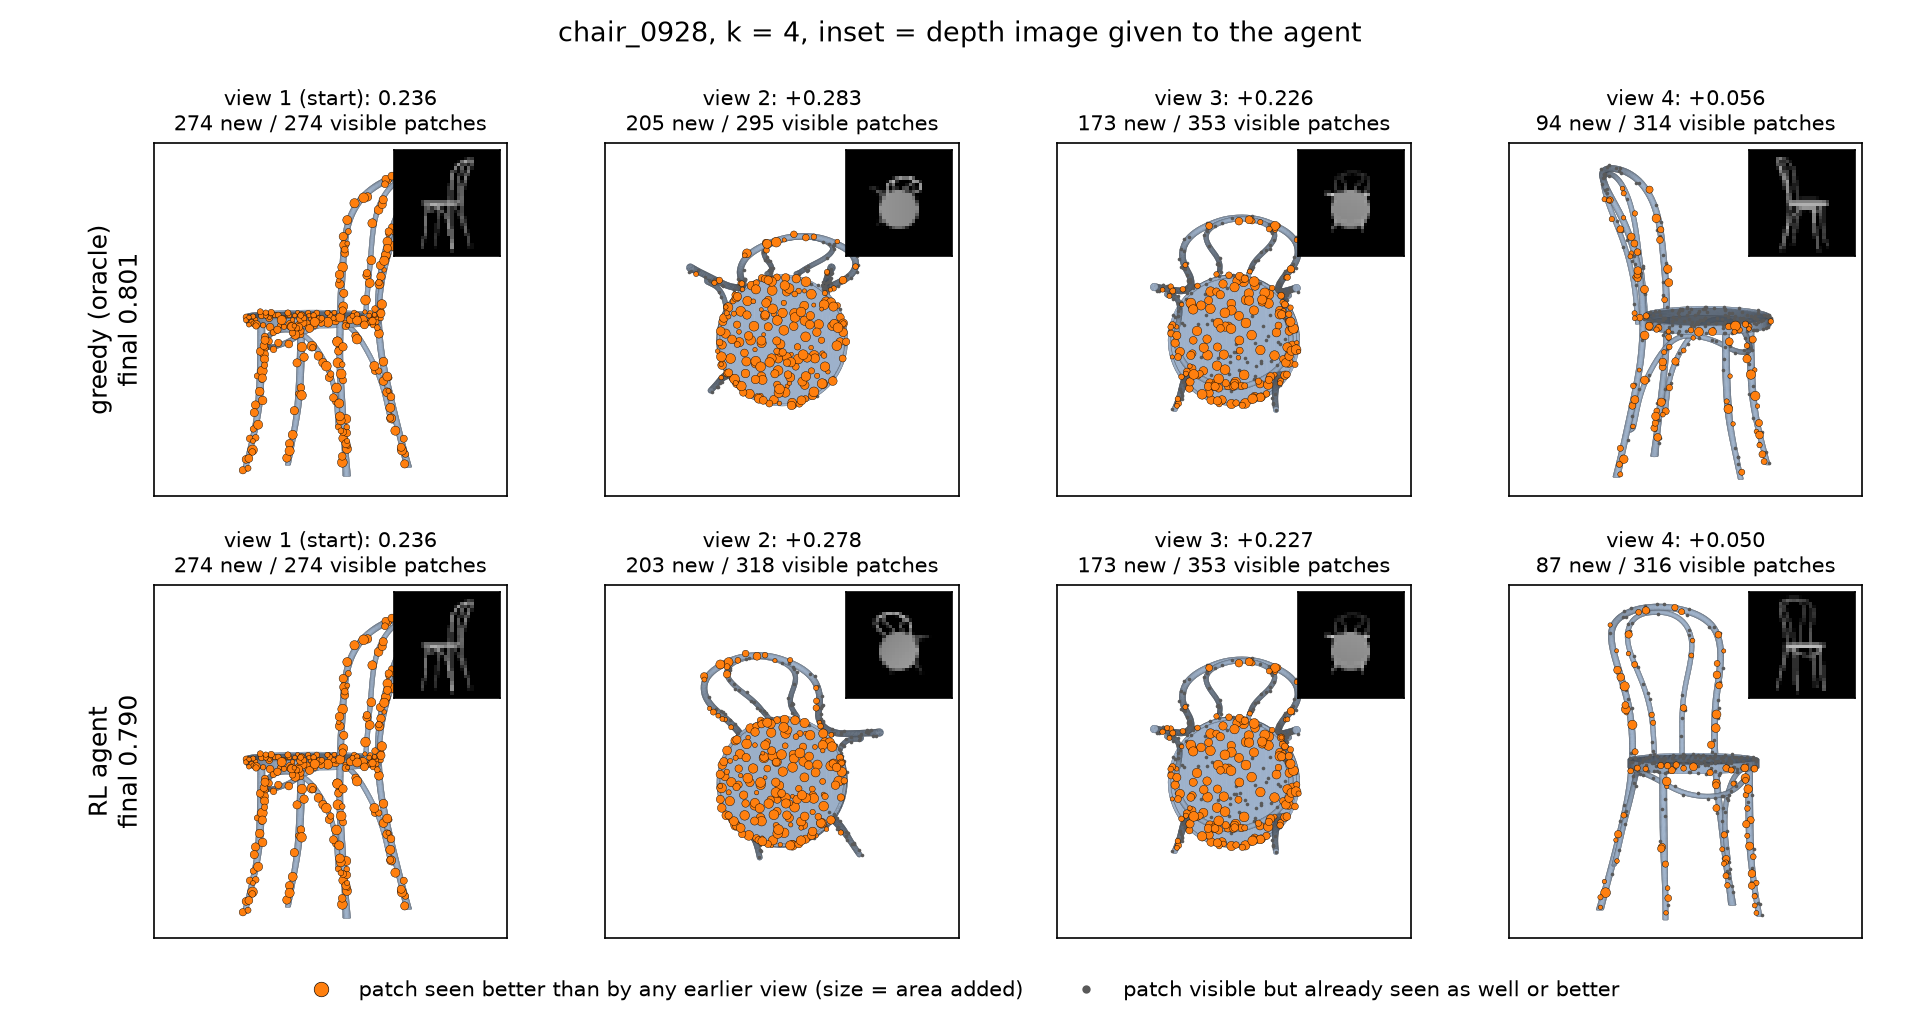 chair_0928, k = 4, inset = depth image given to the agent
view 1 (start): 0.236
274 new / 274 visible patches
view 2: +0.283
205 new / 295 visible patches
view 3: +0.226
173 new / 353 visible patches
view 4: +0.056
94 new / 314 visible patches
greedy (oracle)
final 0.801
view 1 (start): 0.236
274 new / 274 visible patches
view 2: +0.278
203 new / 318 visible patches
view 3: +0.227
173 new / 353 visible patches
view 4: +0.050
87 new / 316 visible patches
RL agent
final 0.790
patch seen better than by any earlier view (size = area added)
patch visible but already seen as well or better